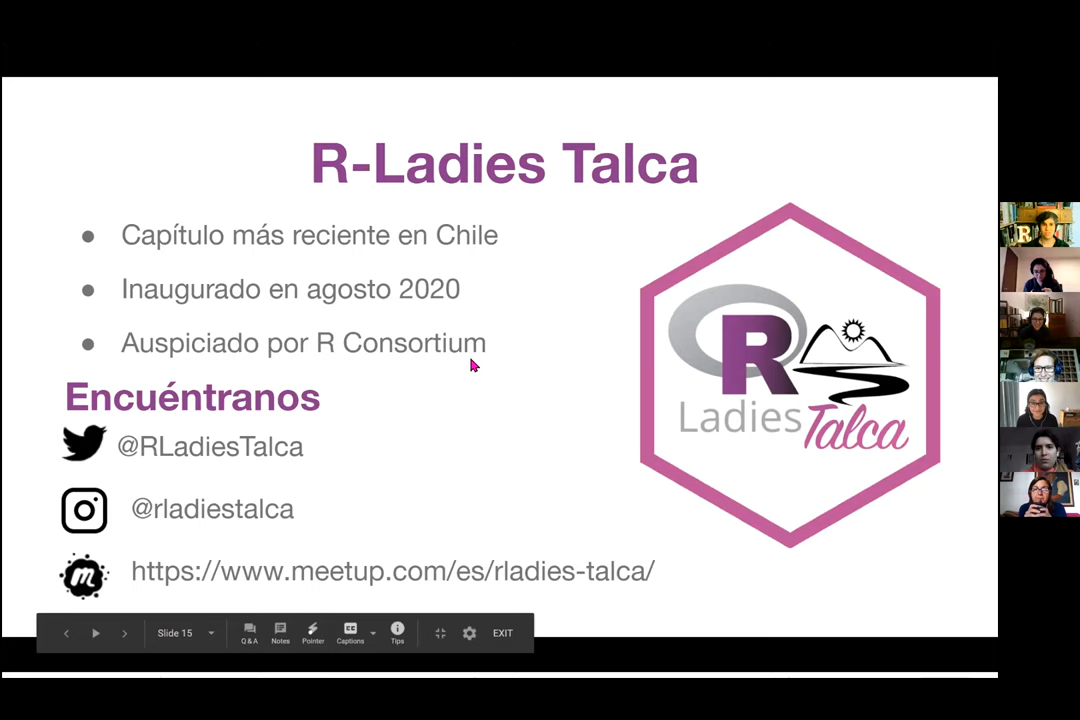 R-Ladies Talca
● Capítulo más reciente en Chile
● Inaugurado en agosto 2020
● Auspiciado por R Consortium
Encuéntranos
@RLadiesTalca
@rladiestalca
m
https://www.meetup.com/es/rladies-talca/
R
Ladies Talca
Slide 15
Q&A
Notes
Pointer
CC
Captions
Tips
EXIT
R